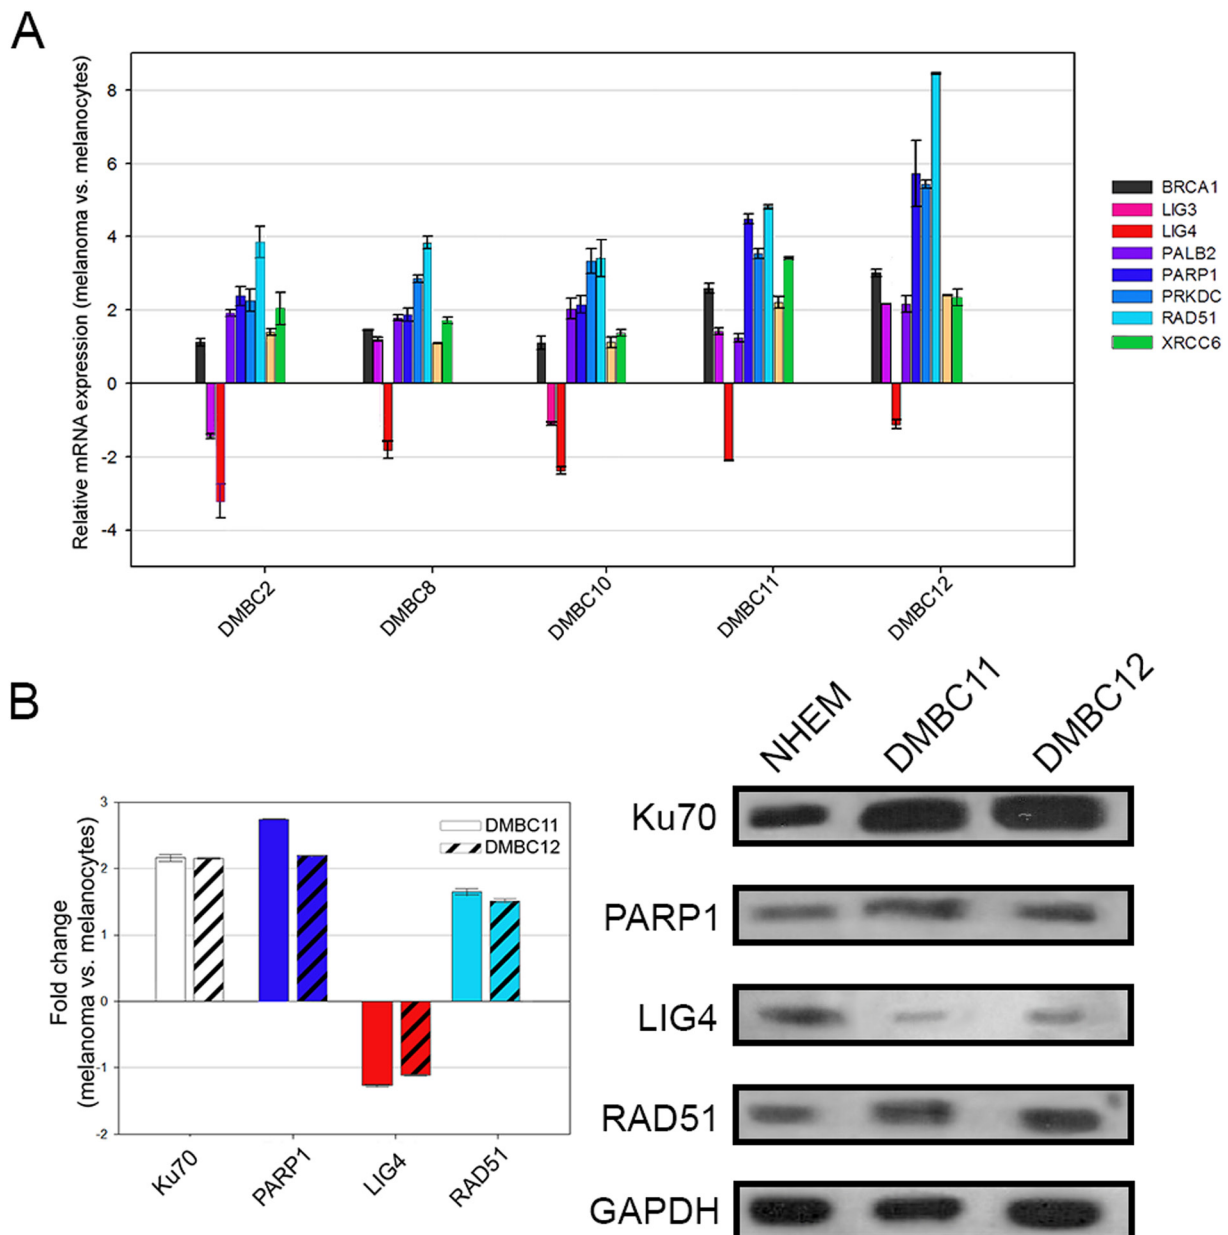 A
Relative mRNA expression (melanoma vs. melanocytes)
8
6
4
2
0
-2
-4
DMBC2
DMBC8
DMBC10
DMBC11
DMBC12
BRCA1
LIG3
LIG4
PALB2
PARP1
PRKDC
RAD51
XRCC6
B
Fold change
(melanoma vs. melanocytes)
3
2
1
0
-1
-2
DMBC11
DMBC12
Ku70
PARP1
LIG4
RAD51
NHEM
DMBC11
DMBC12
Ku70
PARP1
LIG4
RAD51
GAPDH